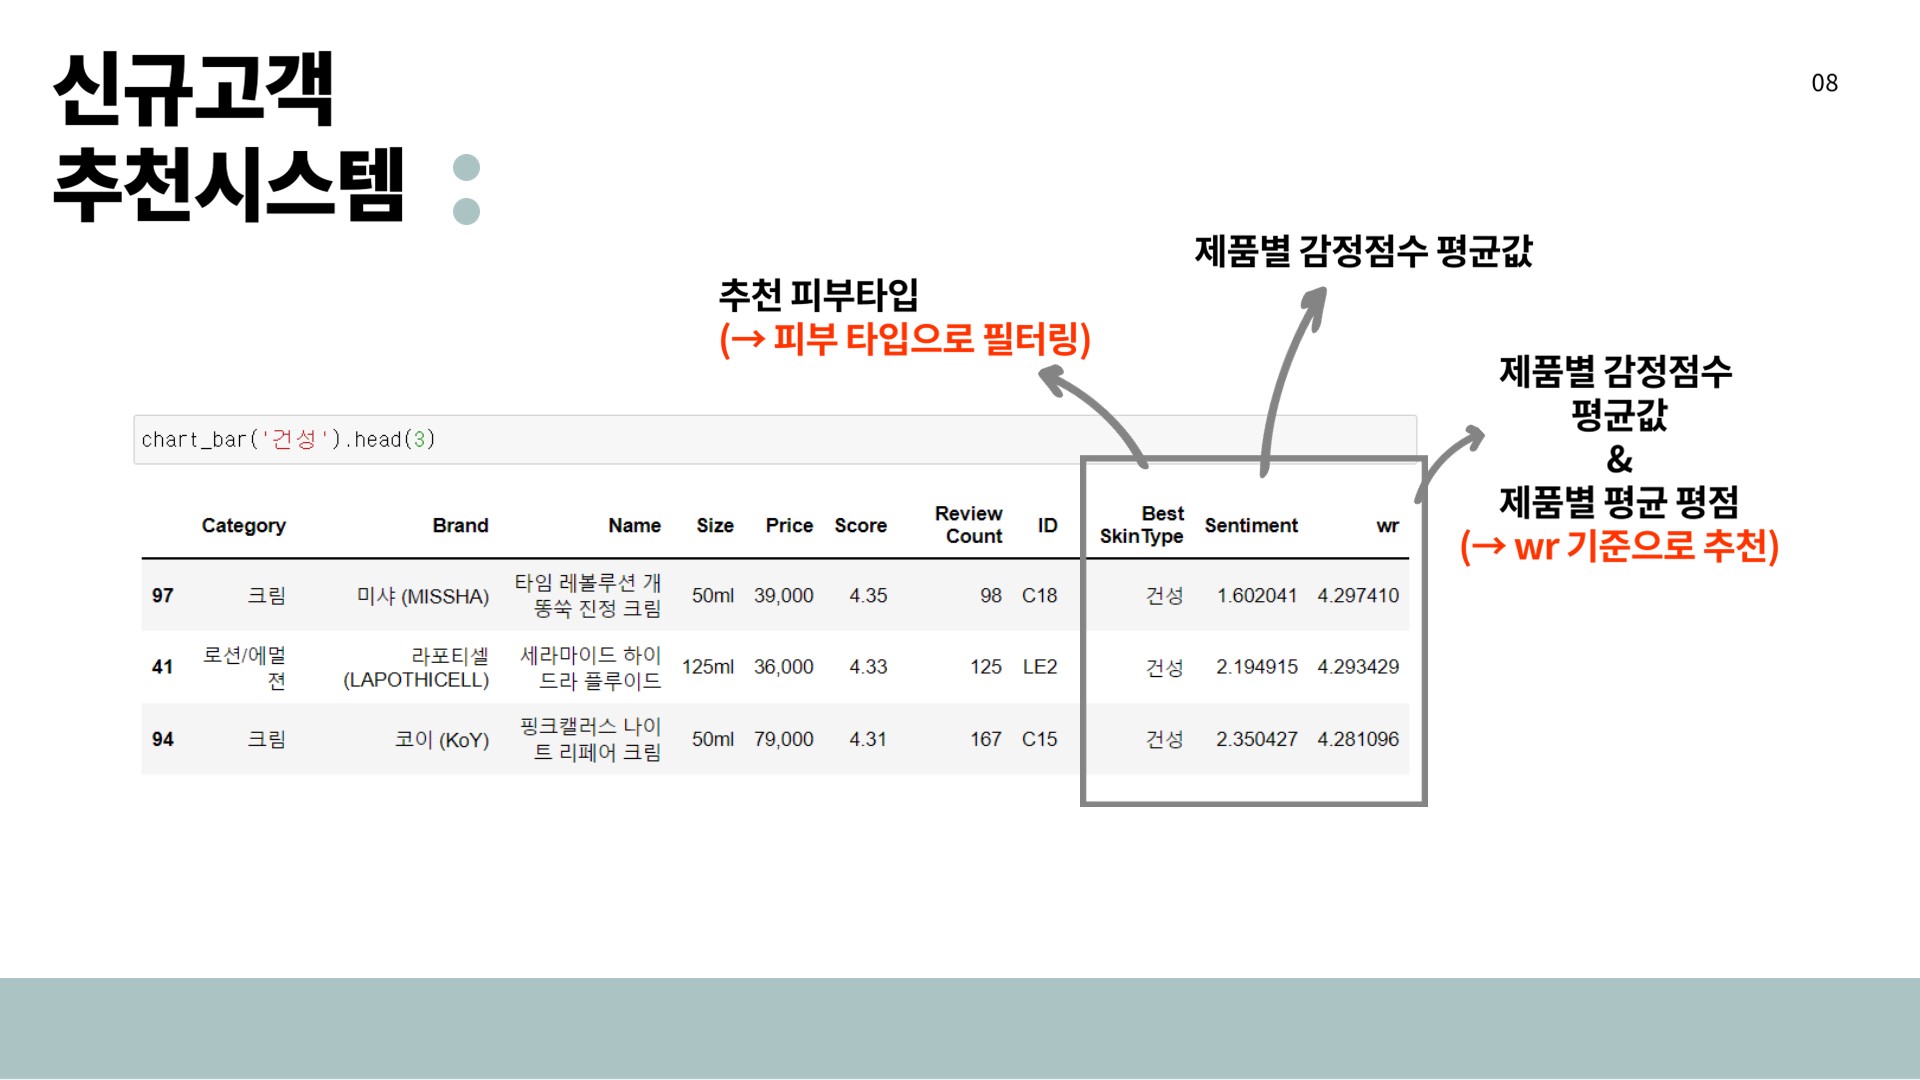 신규고객
추천시스템
08
제품별 감정점수 평균값
추천 피부타입
(→ 피부 타입으로 필터링)
제품별 감정점수
평균값
&
제품별 평균 평점
(→ wr 기준으로 추천)
chart_bar('건성').head(3)
Category Brand Name Size Price Score Review Count ID Best SkinType Sentiment wr
97 크림 미샤 (MISSHA) 타임 레볼루션 개똥쑥 진정 크림 50ml 39,000 4.35 98 C18 건성 1.602041 4.297410
41 로션/에멀전 라포티셀 (LAPOTHICELL) 세라마이드 하이드라 플루이드 125ml 36,000 4.33 125 LE2 건성 2.194915 4.293429
94 크림 코이 (KoY) 핑크캘러스 나이트 리페어 크림 50ml 79,000 4.31 167 C15 건성 2.350427 4.281096